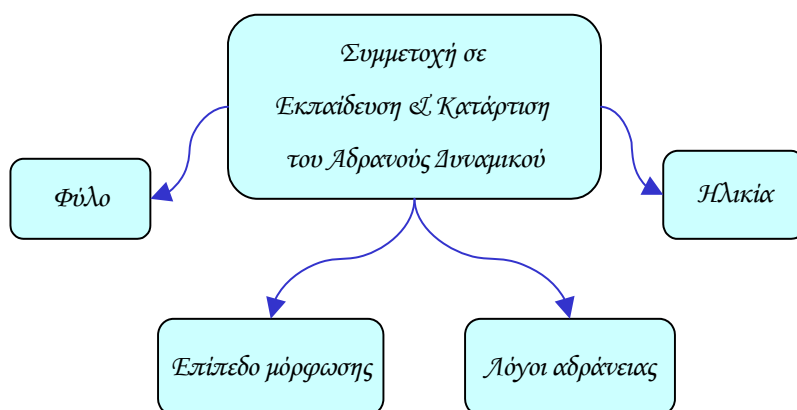 Συμμετοχή σε
Εκπαίδευση & Κατάρτιση
του Αδρανούς Δυναμικού
Φύλο
Ηλικία
Επίπεδο μόρφωσης
Λόγοι αδράνειας